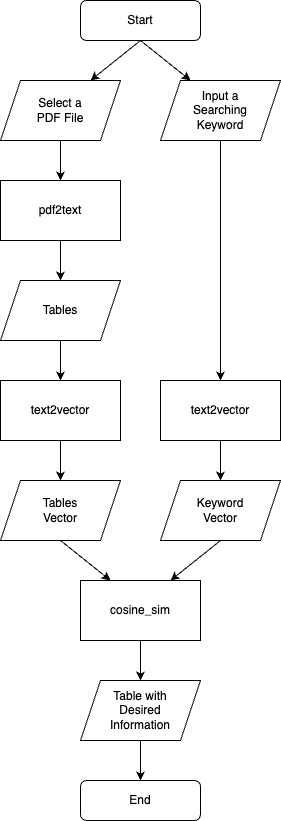 Start
Select a
PDF File
Input a
Searching
Keyword
pdf2text
Tables
text2vector
text2vector
Tables
Vector
Keyword
Vector
cosine_sim
Table with
Desired
Information
End